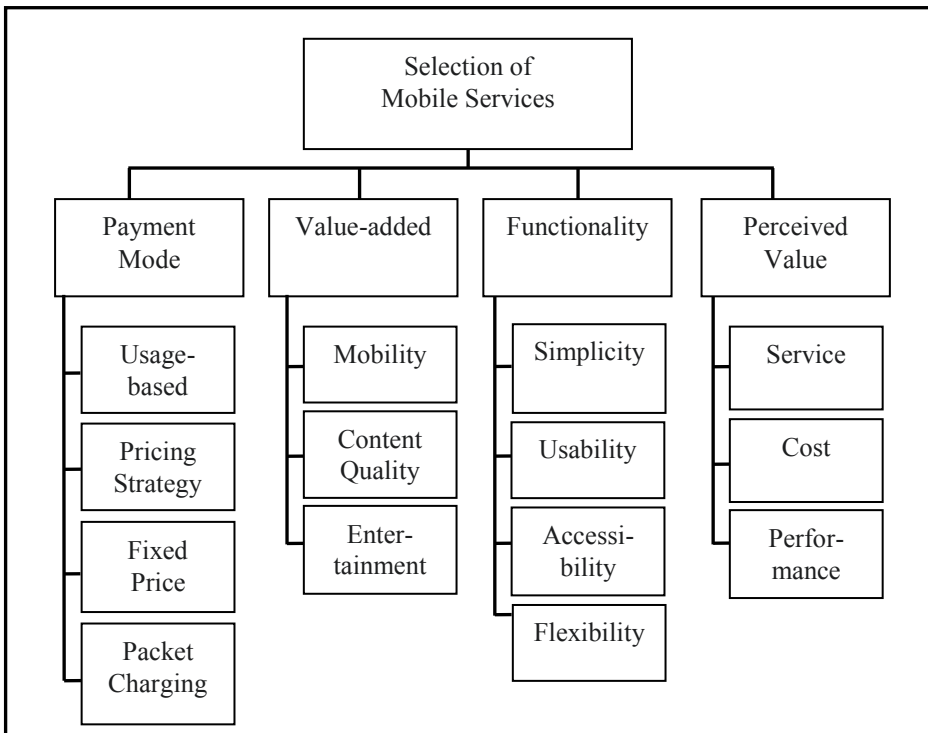 Selection of
Mobile Services
Payment
Mode
Value-added
Functionality
Perceived
Value
Usage-
based
Pricing
Strategy
Fixed
Price
Packet
Charging
Mobility
Content
Quality
Enter-
tainment
Simplicity
Usability
Accessi-
bility
Flexibility
Service
Cost
Perfor-
mance